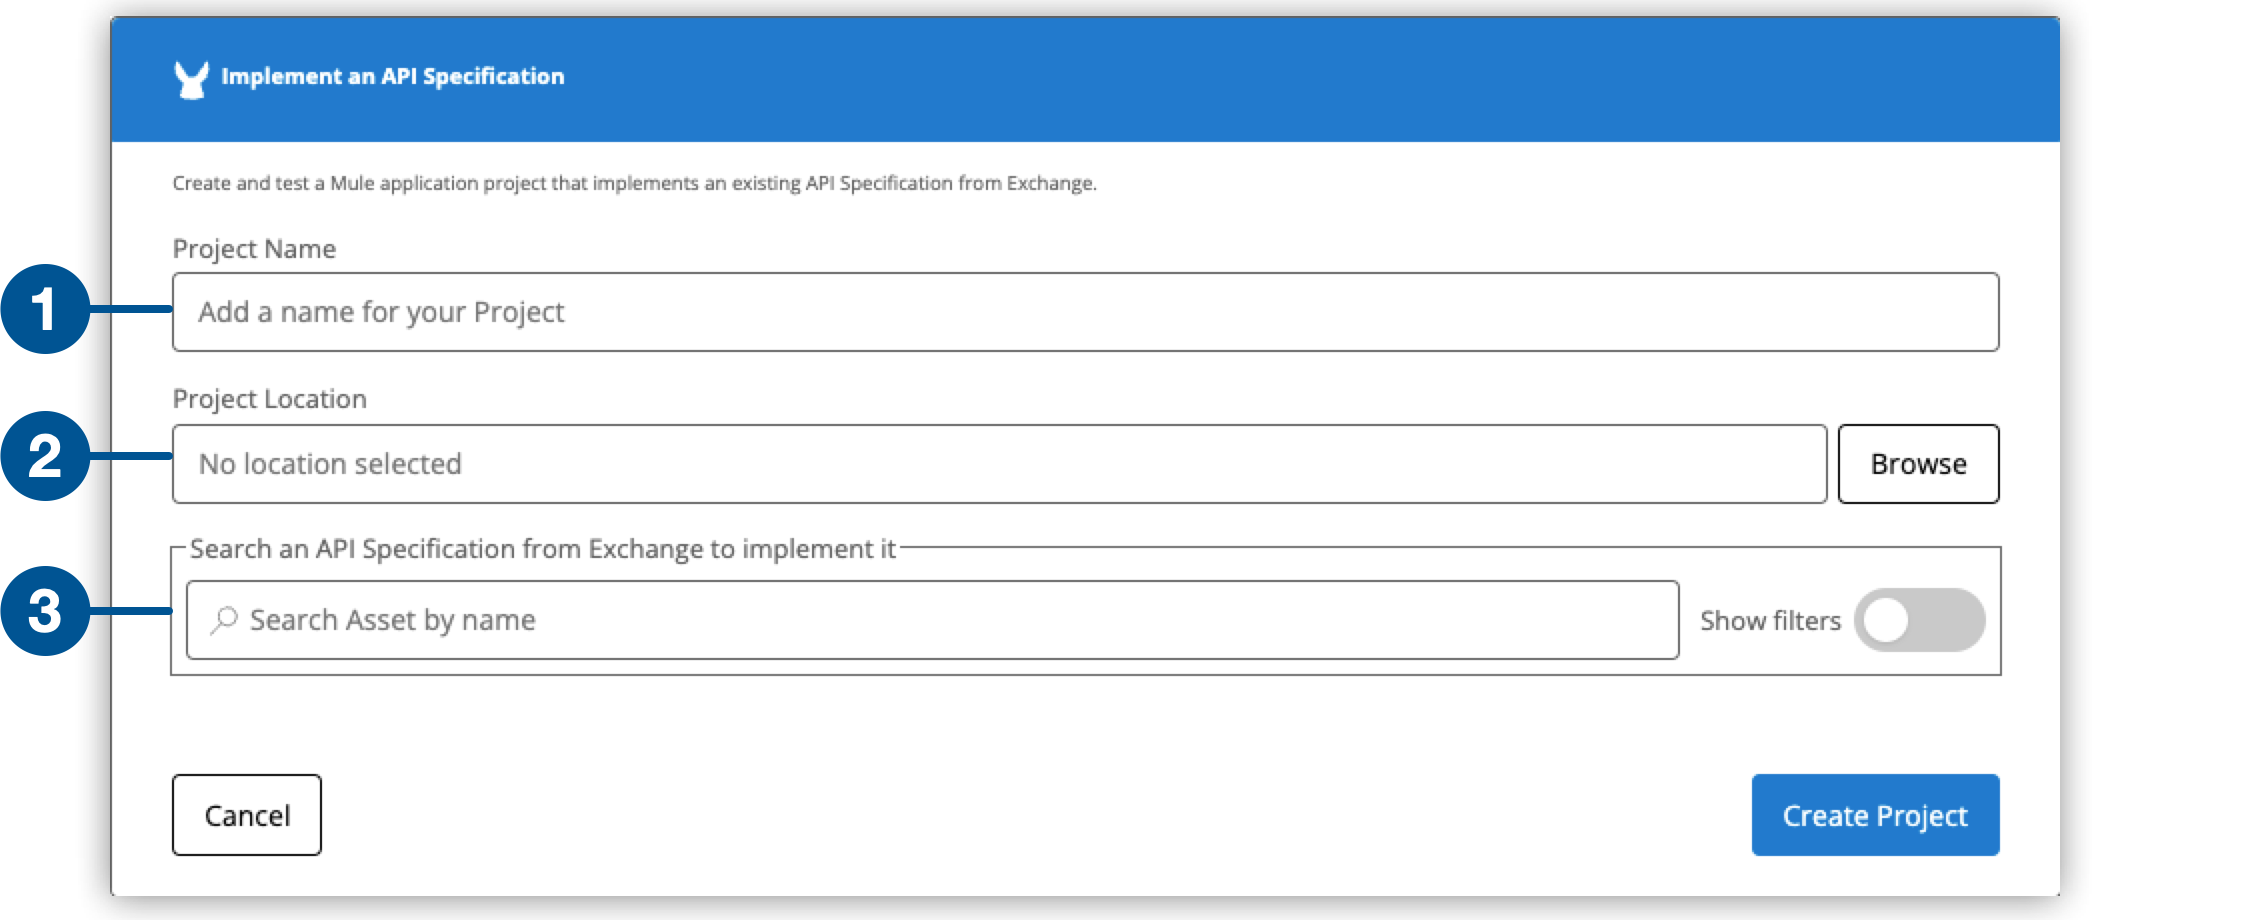 Implement an API Specification
Create and test a Mule application project that implements an existing API Specification from Exchange.
Project Name
1
Add a name for your Project
Project Location
2
No location selected
Browse
Search an API Specification from Exchange to implement it
3
Search Asset by name
Show filters
Cancel
Create Project